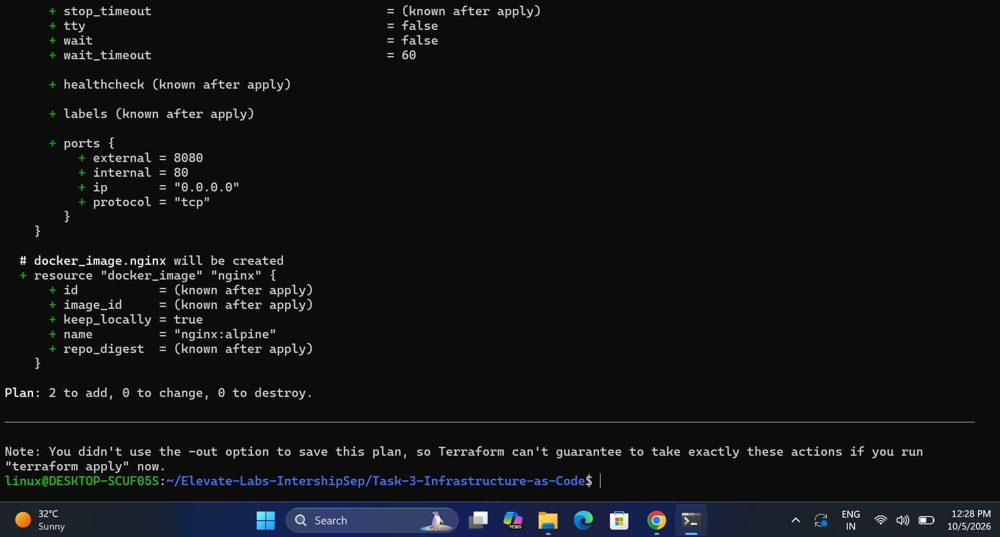 + stop_timeout                                = (known after apply)
      + tty                                         = false
      + wait                                        = false
      + wait_timeout                                = 60

      + healthcheck (known after apply)

      + labels (known after apply)

      + ports {
          + external = 8080
          + internal = 80
          + ip       = "0.0.0.0"
          + protocol = "tcp"
        }
    }

  # docker_image.nginx will be created
  + resource "docker_image" "nginx" {
      + id           = (known after apply)
      + image_id     = (known after apply)
      + keep_locally = true
      + name         = "nginx:alpine"
      + repo_digest  = (known after apply)
    }

Plan: 2 to add, 0 to change, 0 to destroy.

Note: You didn't use the -out option to save this plan, so Terraform can't guarantee to take exactly these actions if you run
"terraform apply" now.
linux@DESKTOP-SCUF05S:~/Elevate-Labs-IntershipSep/Task-3-Infrastructure-as-Code$
32°C
Sunny
Search
M365
ENG
IN
12:28 PM
10/5/2026